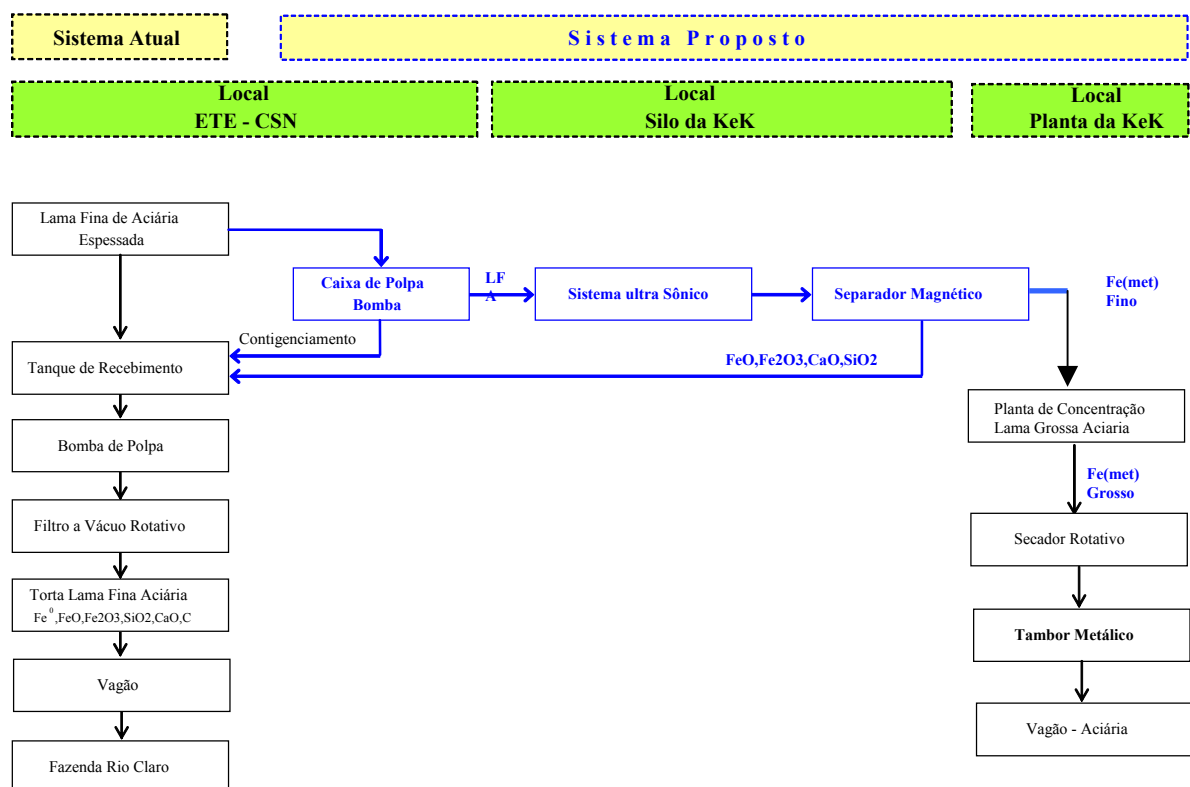 Sistema Atual
Sistema Proposto
Local
ETE - CSN
Local
Silo da KeK
Local
Planta da KeK
Lama Fina de Aciária
Espessada
Caixa de Polpa
Bomba
LF
A
Sistema ultra Sônico
Separador Magnético
Fe(met)
Fino
Contigenciamento
FeO,Fe2O3,CaO,SiO2
Tanque de Recebimento
Planta de Concentração
Lama Grossa Aciaria
Bomba de Polpa
Fe(met)
Grosso
Filtro a Vácuo Rotativo
Secador Rotativo
Torta Lama Fina Aciária
Fe0,FeO,Fe2O3,SiO2,CaO,C
Tambor Metálico
Vagão
Vagão - Aciária
Fazenda Rio Claro